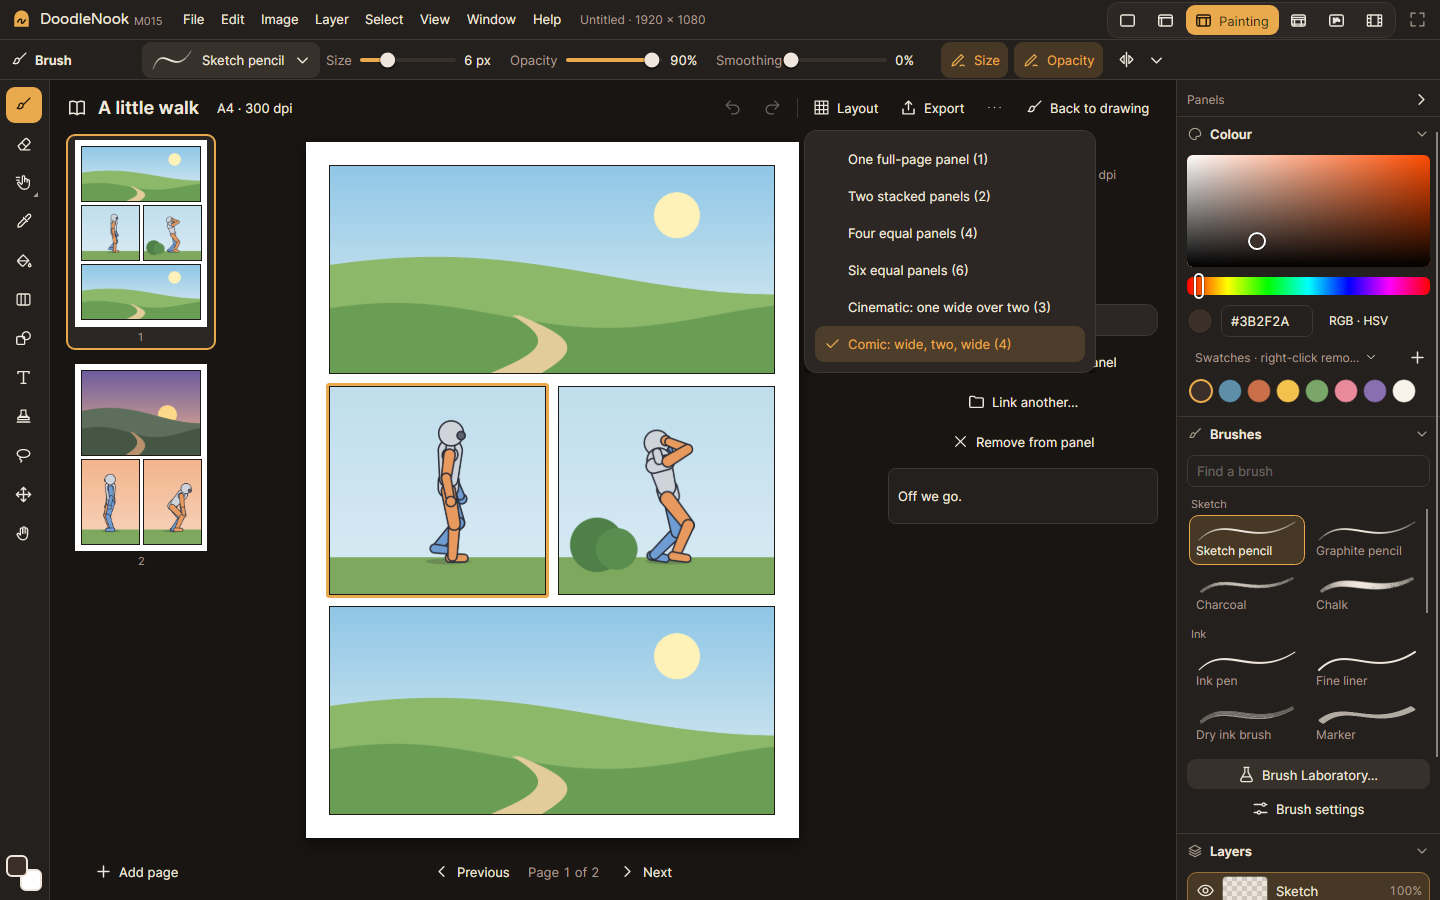 DoodleNook M015 File Edit Image Layer Select View Window Help Untitled · 1920 × 1080 Painting
Brush Sketch pencil Size 6 px Opacity 90% Smoothing 0% Size Opacity
A little walk A4 · 300 dpi Layout Export ··· Back to drawing
One full-page panel (1)
Two stacked panels (2)
Four equal panels (4)
Six equal panels (6)
Cinematic: one wide over two (3)
Comic: wide, two, wide (4)
dpi
Link another...
Remove from panel
Off we go.
1
2
Add page
Previous Page 1 of 2 Next
Panels
Colour
#3B2F2A RGB · HSV
Swatches · right-click remo...
Brushes
Find a brush
Sketch
Sketch pencil Graphite pencil
Charcoal Chalk
Ink
Ink pen Fine liner
Dry ink brush Marker
Brush Laboratory...
Brush settings
Layers
Sketch 100%